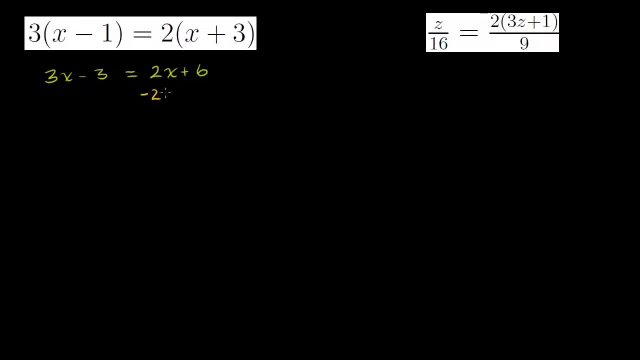 3(x − 1) = 2(x + 3)
z/16 = 2(3z+1)/9
3x - 3 = 2x + 6
-2